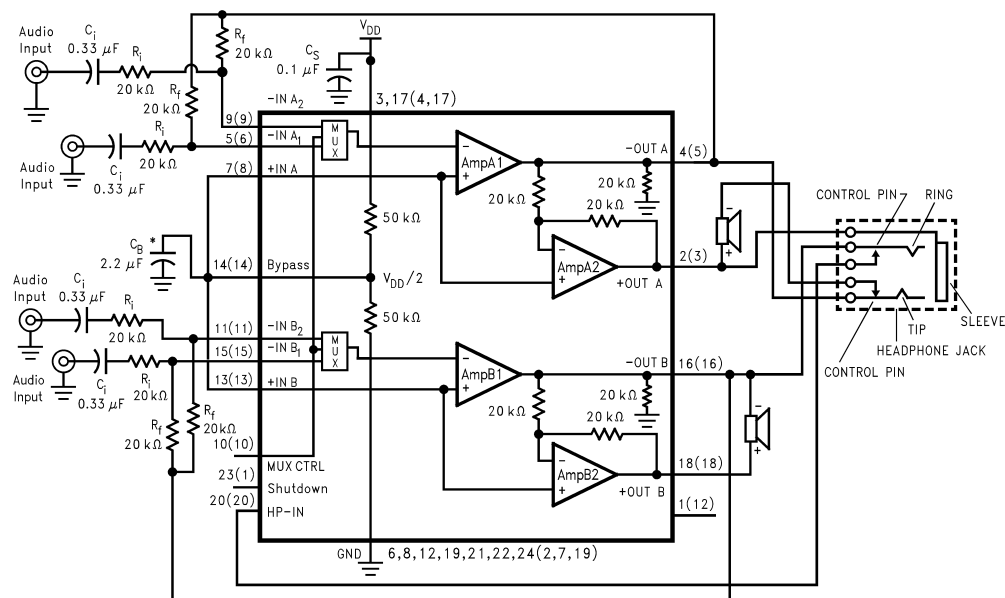 Audio
Input
C_i
0.33 μF
R_i
20 kΩ
R_f
20 kΩ
V_DD
C_S
0.1 μF
R_f
20 kΩ
R_i
20 kΩ
Audio
Input
C_i
0.33 μF
-IN A_2
9(9)
-IN A_1
5(6)
+IN A
7(8)
3,17(4,17)
MUX
-
+
AmpA1
-OUT A
4(5)
20 kΩ
20 kΩ
20 kΩ
50 kΩ
-
+
AmpA2
+OUT A
2(3)
-
+
CONTROL PIN
RING
SLEEVE
TIP
HEADPHONE JACK
CONTROL PIN
C_B *
2.2 μF
14(14)
Bypass
V_DD/2
50 kΩ
Audio
Input
C_i
0.33 μF
R_i
20 kΩ
Audio
Input
C_i
0.33 μF
R_i
20 kΩ
-IN B_2
11(11)
-IN B_1
15(15)
+IN B
13(13)
MUX
-
+
AmpB1
-OUT B
16(16)
20 kΩ
20 kΩ
20 kΩ
-
+
AmpB2
+OUT B
18(18)
-
+
R_f
20 kΩ
R_f
20 kΩ
10(10)
MUX CTRL
23(1)
Shutdown
20(20)
HP-IN
1(12)
GND
6,8,12,19,21,22,24(2,7,19)